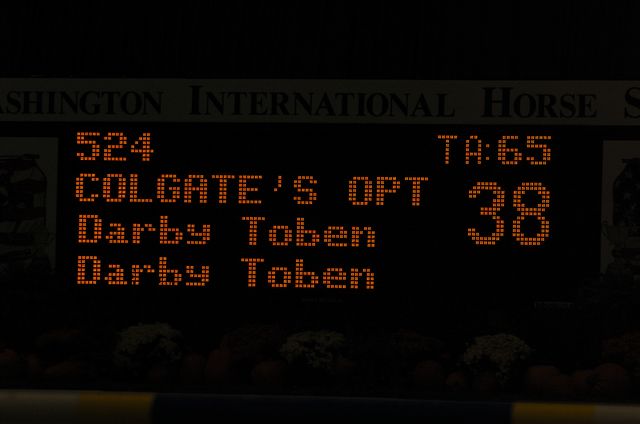 ASHINGTON INTERNATIONAL HORSE S
524 TA:65
COLGATE'S OPT 38
Darby Toben
Darby Toben